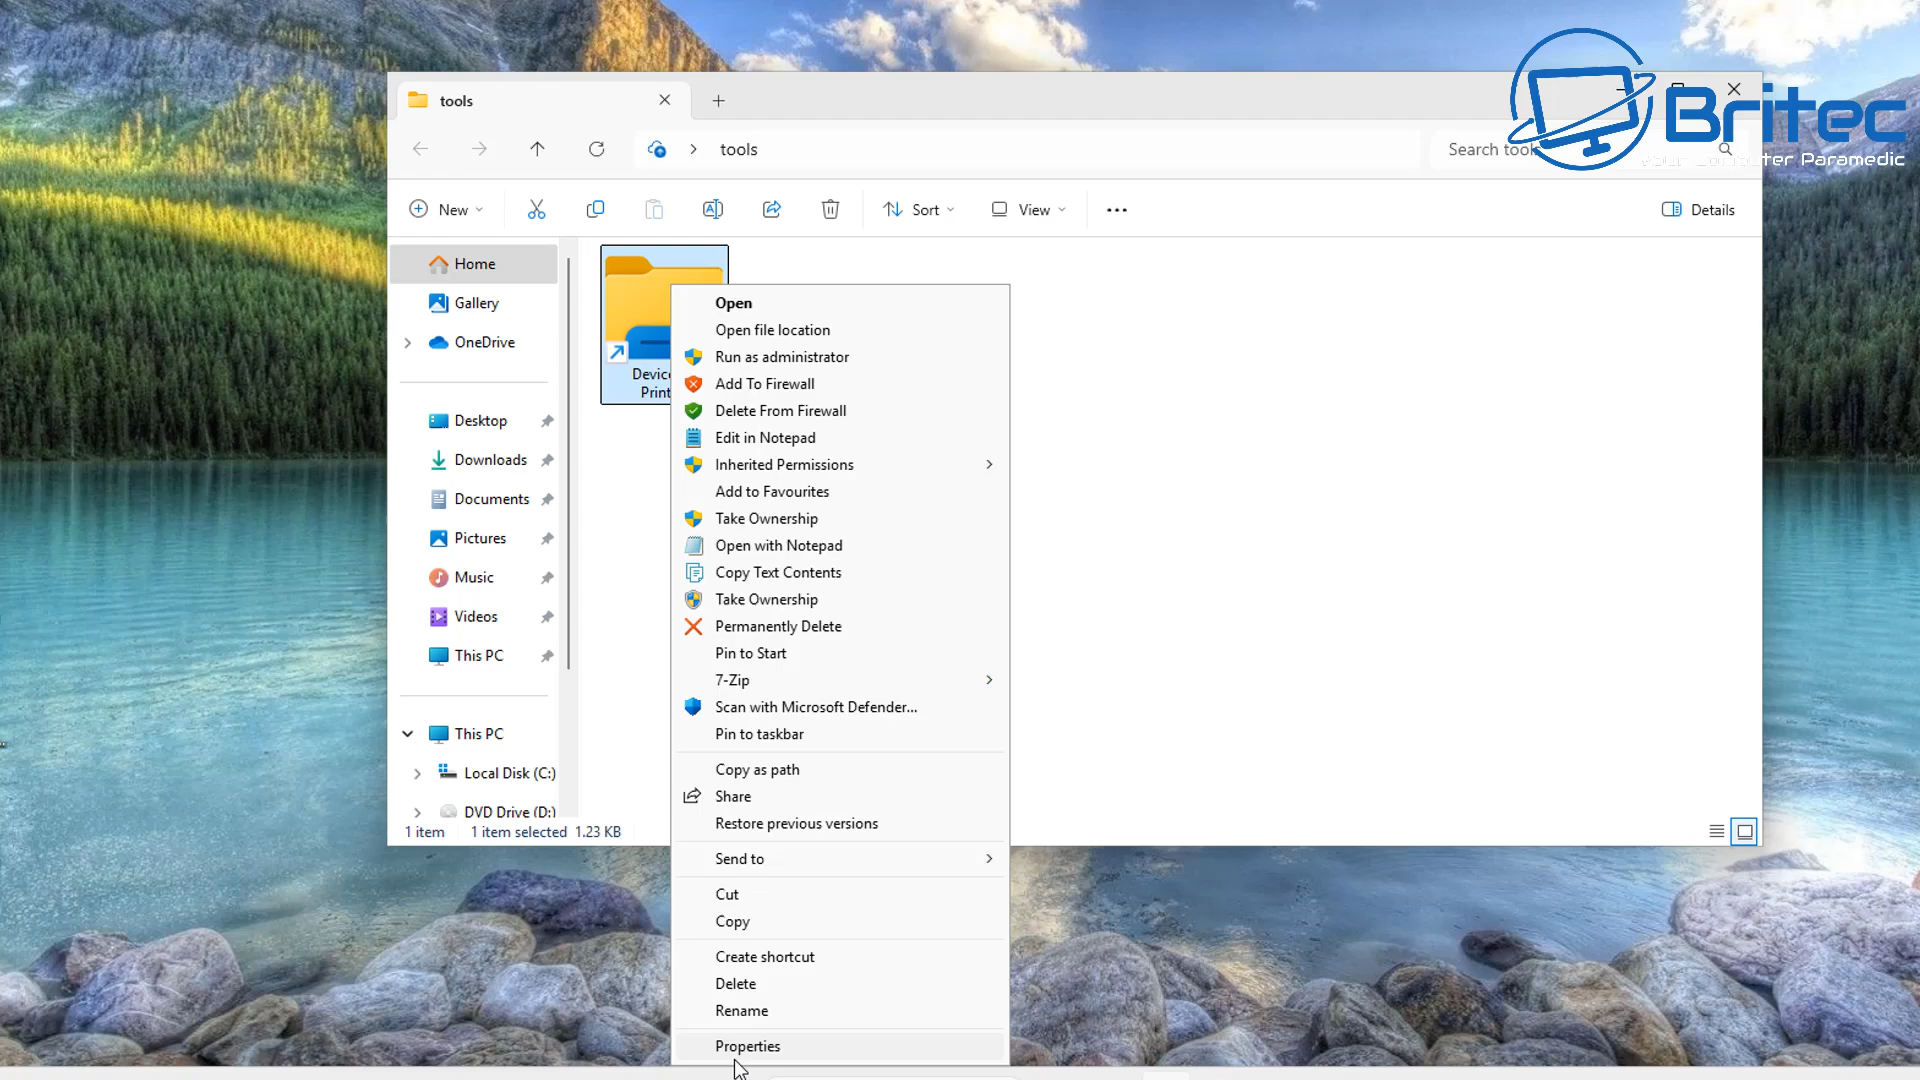 tools
tools
Search tools
Britec
Your Computer Paramedic
New
Sort
View
Details
Home
Gallery
OneDrive
Desktop
Downloads
Documents
Pictures
Music
Videos
This PC
This PC
Local Disk (C:)
DVD Drive (D:)
1 item
1 item selected 1.23 KB
Open
Open file location
Run as administrator
Add To Firewall
Delete From Firewall
Edit in Notepad
Inherited Permissions
Add to Favourites
Take Ownership
Open with Notepad
Copy Text Contents
Take Ownership
Permanently Delete
Pin to Start
7-Zip
Scan with Microsoft Defender...
Pin to taskbar
Copy as path
Share
Restore previous versions
Send to
Cut
Copy
Create shortcut
Delete
Rename
Properties